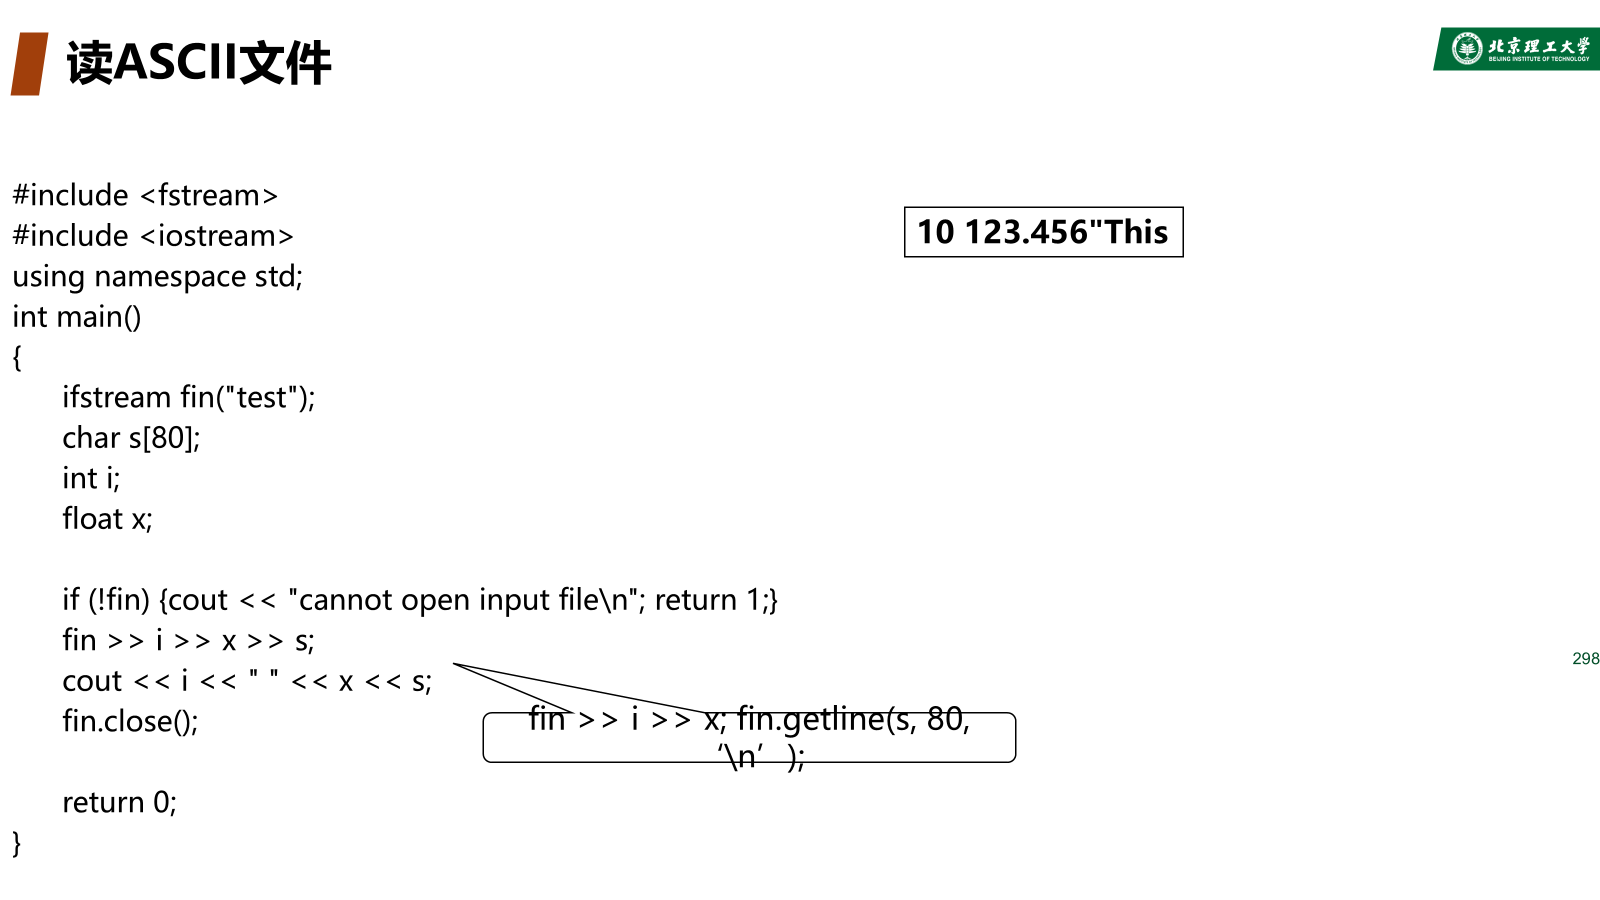 读ASCII文件
北京理工大学
BEIJING INSTITUTE OF TECHNOLOGY
#include <fstream>
#include <iostream>
using namespace std;
int main()
{
ifstream fin("test");
char s[80];
int i;
float x;
if (!fin) {cout << "cannot open input file\n"; return 1;}
fin >> i >> x >> s;
cout << i << " " << x << s;
fin.close();
return 0;
}
10 123.456"This
fin >> i >> x; fin.getline(s, 80,
‘\n’ );
298